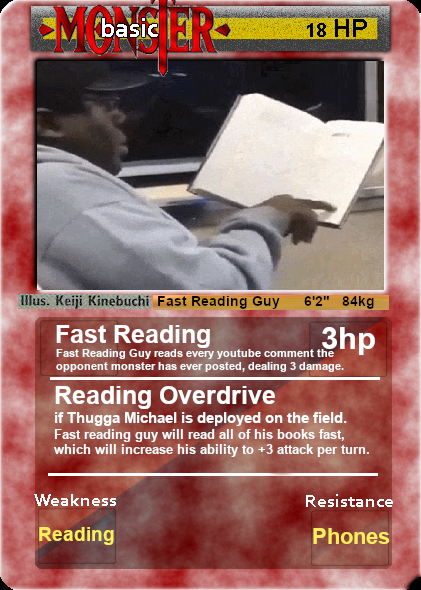 MONSTER
basic
18 HP
Illus. Keiji Kinebuchi Fast Reading Guy 6'2" 84kg
Fast Reading 3hp
Fast Reading Guy reads every youtube comment the
opponent monster has ever posted, dealing 3 damage.
Reading Overdrive
if Thugga Michael is deployed on the field.
Fast reading guy will read all of his books fast,
which will increase his ability to +3 attack per turn.
Weakness Resistance
Reading Phones